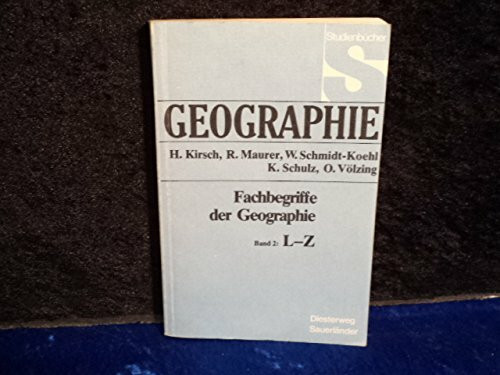 Studienbücher
S
GEOGRAPHIE
H. Kirsch, R. Maurer, W. Schmidt-Koehl
K. Schulz, O. Völzing
Fachbegriffe
der Geographie
Band 2: L–Z
Diesterweg
Sauerländer